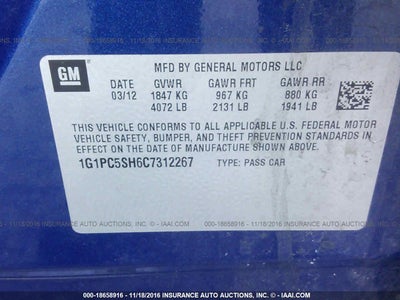 000-18658916 - 11/18/2016 INSURANCE AUTO AUCTIONS - © - IAAI.COM
GM
MFD BY GENERAL MOTORS LLC
DATE GVWR GAWR FRT GAWR RR
03/12 1847 KG 967 KG 880 KG
4072 LB 2131 LB 1941 LB
THIS VEHICLE CONFORMS TO ALL APPLICABLE U.S. FEDERAL MOTOR
VEHICLE SAFETY, BUMPER, AND THEFT PREVENTION STANDARDS IN
EFFECT ON THE DATE OF MANUFACTURE SHOWN ABOVE.
1G1PC5SH6C7312267 TYPE: PASS CAR
000-18658916 - 11/18/2016 INSURANCE AUTO AUCTIONS - © - IAAI.COM